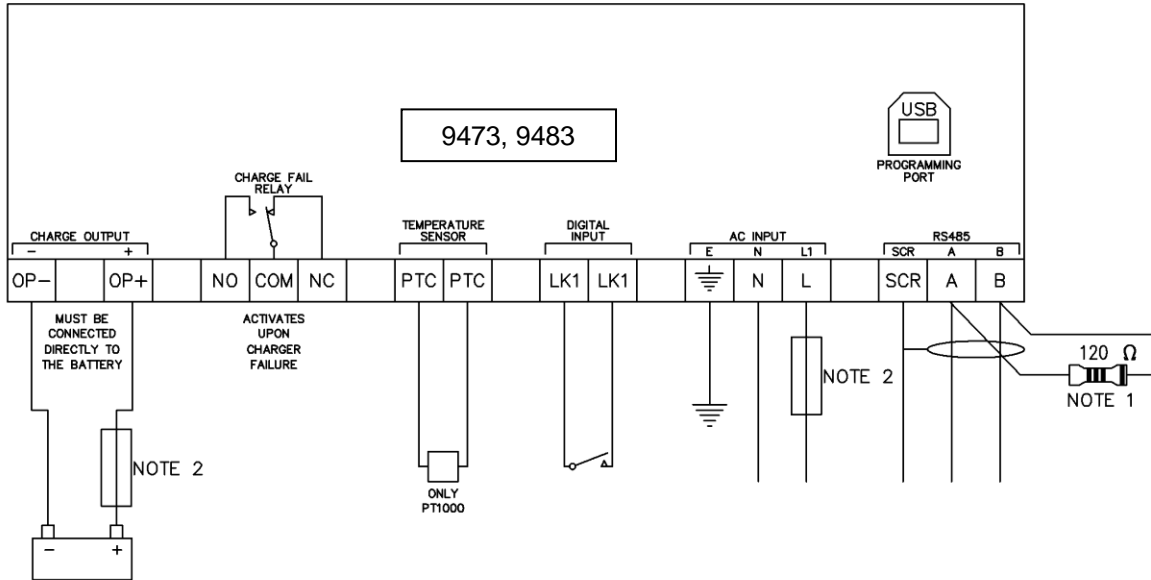 9473, 9483
USB
PROGRAMMING
PORT
CHARGE FAIL
RELAY
CHARGE OUTPUT
- +
TEMPERATURE
SENSOR
DIGITAL
INPUT
AC INPUT
E N L1
RS485
SCR A B
OP- OP+ NO COM NC PTC PTC LK1 LK1 N L SCR A B
MUST BE
CONNECTED
DIRECTLY TO
THE BATTERY
ACTIVATES
UPON
CHARGER
FAILURE
NOTE 2
120 Ω
NOTE 1
NOTE 2
ONLY
PT1000
- +